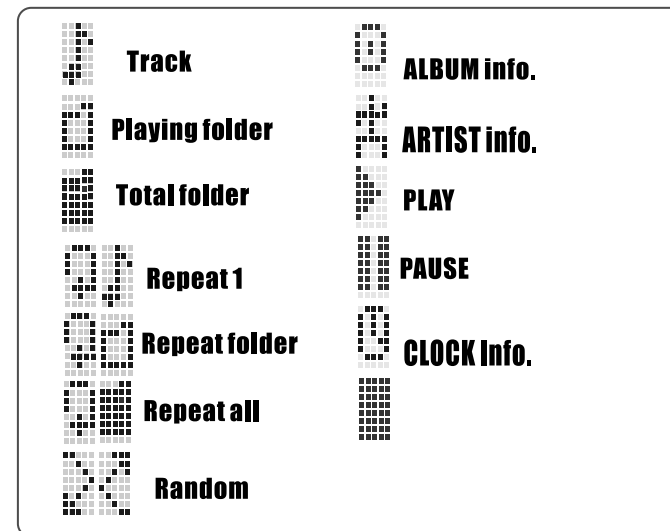 Track
Playing folder
Total folder
Repeat 1
Repeat folder
Repeat all
Random
ALBUM info.
ARTIST info.
PLAY
PAUSE
CLOCK Info.